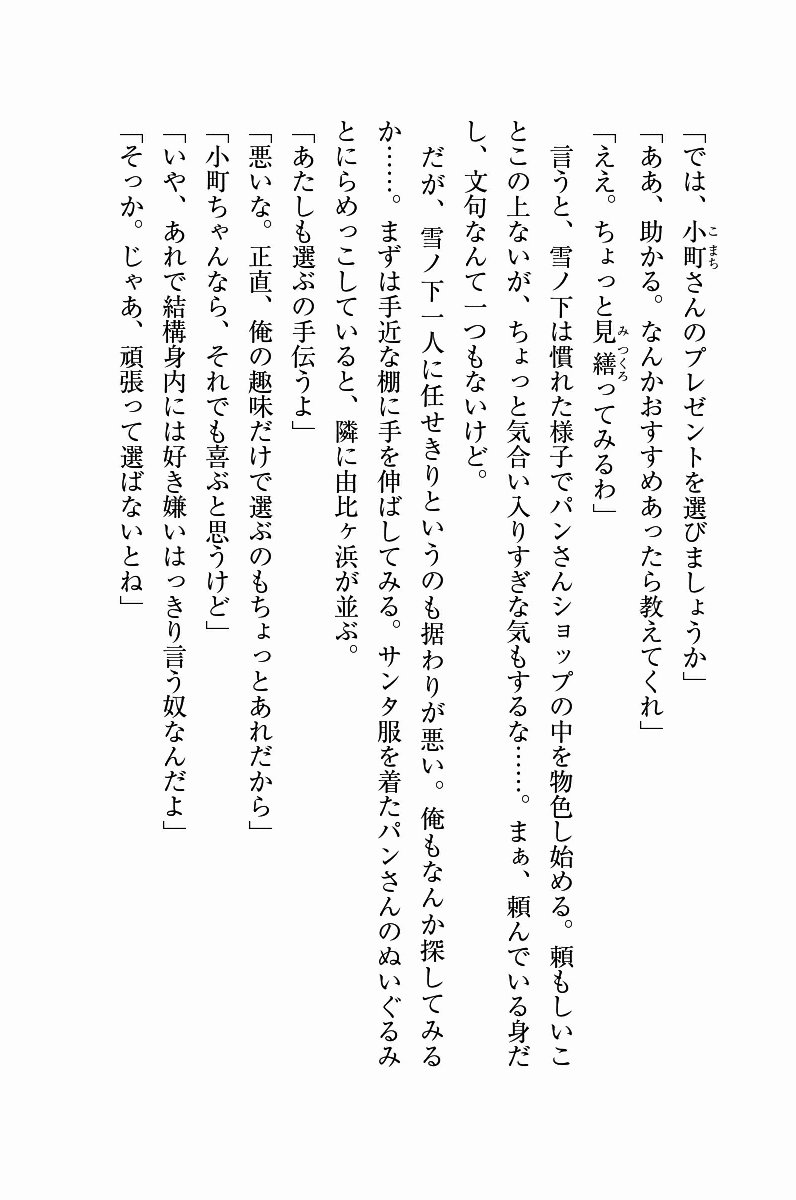 「では、小町さんのプレゼントを選びましょうか」
「ああ、助かる。なんかおすすめあったら教えてくれ」
「ええ。ちょっと見繕ってみるわ」
　言うと、雪ノ下は慣れた様子でパンさんショップの中を物色し始める。頼もしいこ
とこの上ないが、ちょっと気合い入りすぎな気もするな……。まぁ、頼んでいる身だ
し、文句なんて一つもないけど。
　だが、雪ノ下一人に任せきりというのも据わりが悪い。俺もなんか探してみる
か……。まずは手近な棚に手を伸ばしてみる。サンタ服を着たパンさんのぬいぐるみ
とにらめっこしていると、隣に由比ヶ浜が並ぶ。
「あたしも選ぶの手伝うよ」
「悪いな。正直、俺の趣味だけで選ぶのもちょっとあれだから」
「小町ちゃんなら、それでも喜ぶと思うけど」
「いや、あれで結構身内には好き嫌いはっきり言う奴なんだよ」
「そっか。じゃあ、頑張って選ばないとね」